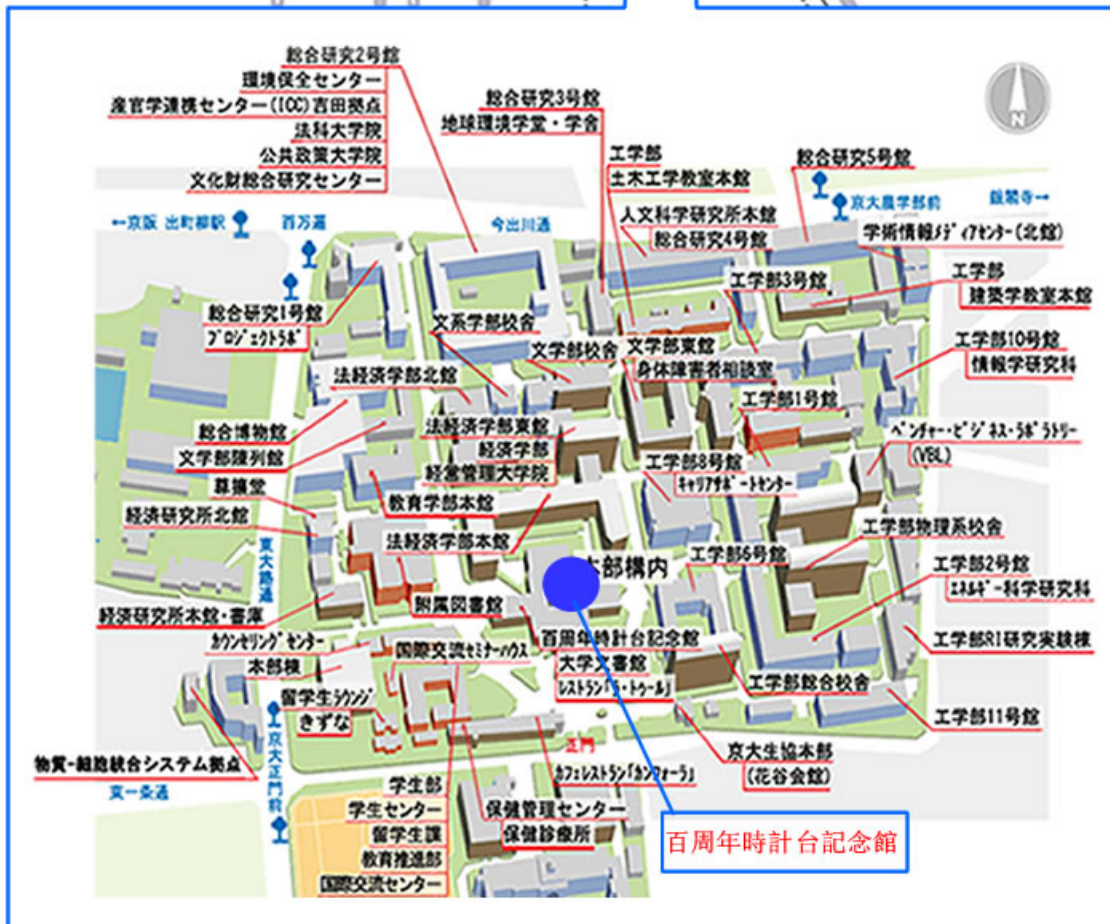 総合研究2号館
環境保全センター
産官学連携センター(IOC)吉田拠点
法科大学院
公共政策大学院
文化財総合研究センター
総合研究3号館
地球環境学堂・学舎
工学部
土木工学教室本館
人文科学研究所本館
総合研究4号館
総合研究5号館
N
←京阪 出町柳駅
百万遍
今出川通
京大農学部前
銀閣寺→
学術情報メディアセンター(北館)
工学部
建築学教室本館
工学部3号館
総合研究1号館
プロジェクトラボ
文系学部校舎
文学部校舎
文学部東館
身体障害者相談室
工学部10号館
情報学研究科
法経済学部北館
工学部1号館
総合博物館
法経済学部東館
経済学部
経営管理大学院
ベンチャー・ビジネス・ラボラトリー
(VBL)
文学部陳列館
工学部8号館
キャリアサポートセンター
尊攘堂
教育学部本館
経済研究所北館
工学部物理系校舎
東大路通
法経済学部本館
本部構内
工学部6号館
工学部2号館
エネルギー科学研究科
経済研究所本館・書庫
附属図書館
カウンセリングセンター
百周年時計台記念館
工学部RI研究実験棟
本部棟
国際交流セミナーハウス
大学文書館
レストラン「ラ・トゥール」
工学部総合校舎
留学生ラウンジ
きずな
工学部11号館
正門
京大生協本部
(花谷会館)
物質-細胞統合システム拠点
京大正門前
カフェレストラン「カンフォーラ」
東一条通
学生部
学生センター
留学生課
教育推進部
国際交流センター
保健管理センター
保健診療所
百周年時計台記念館